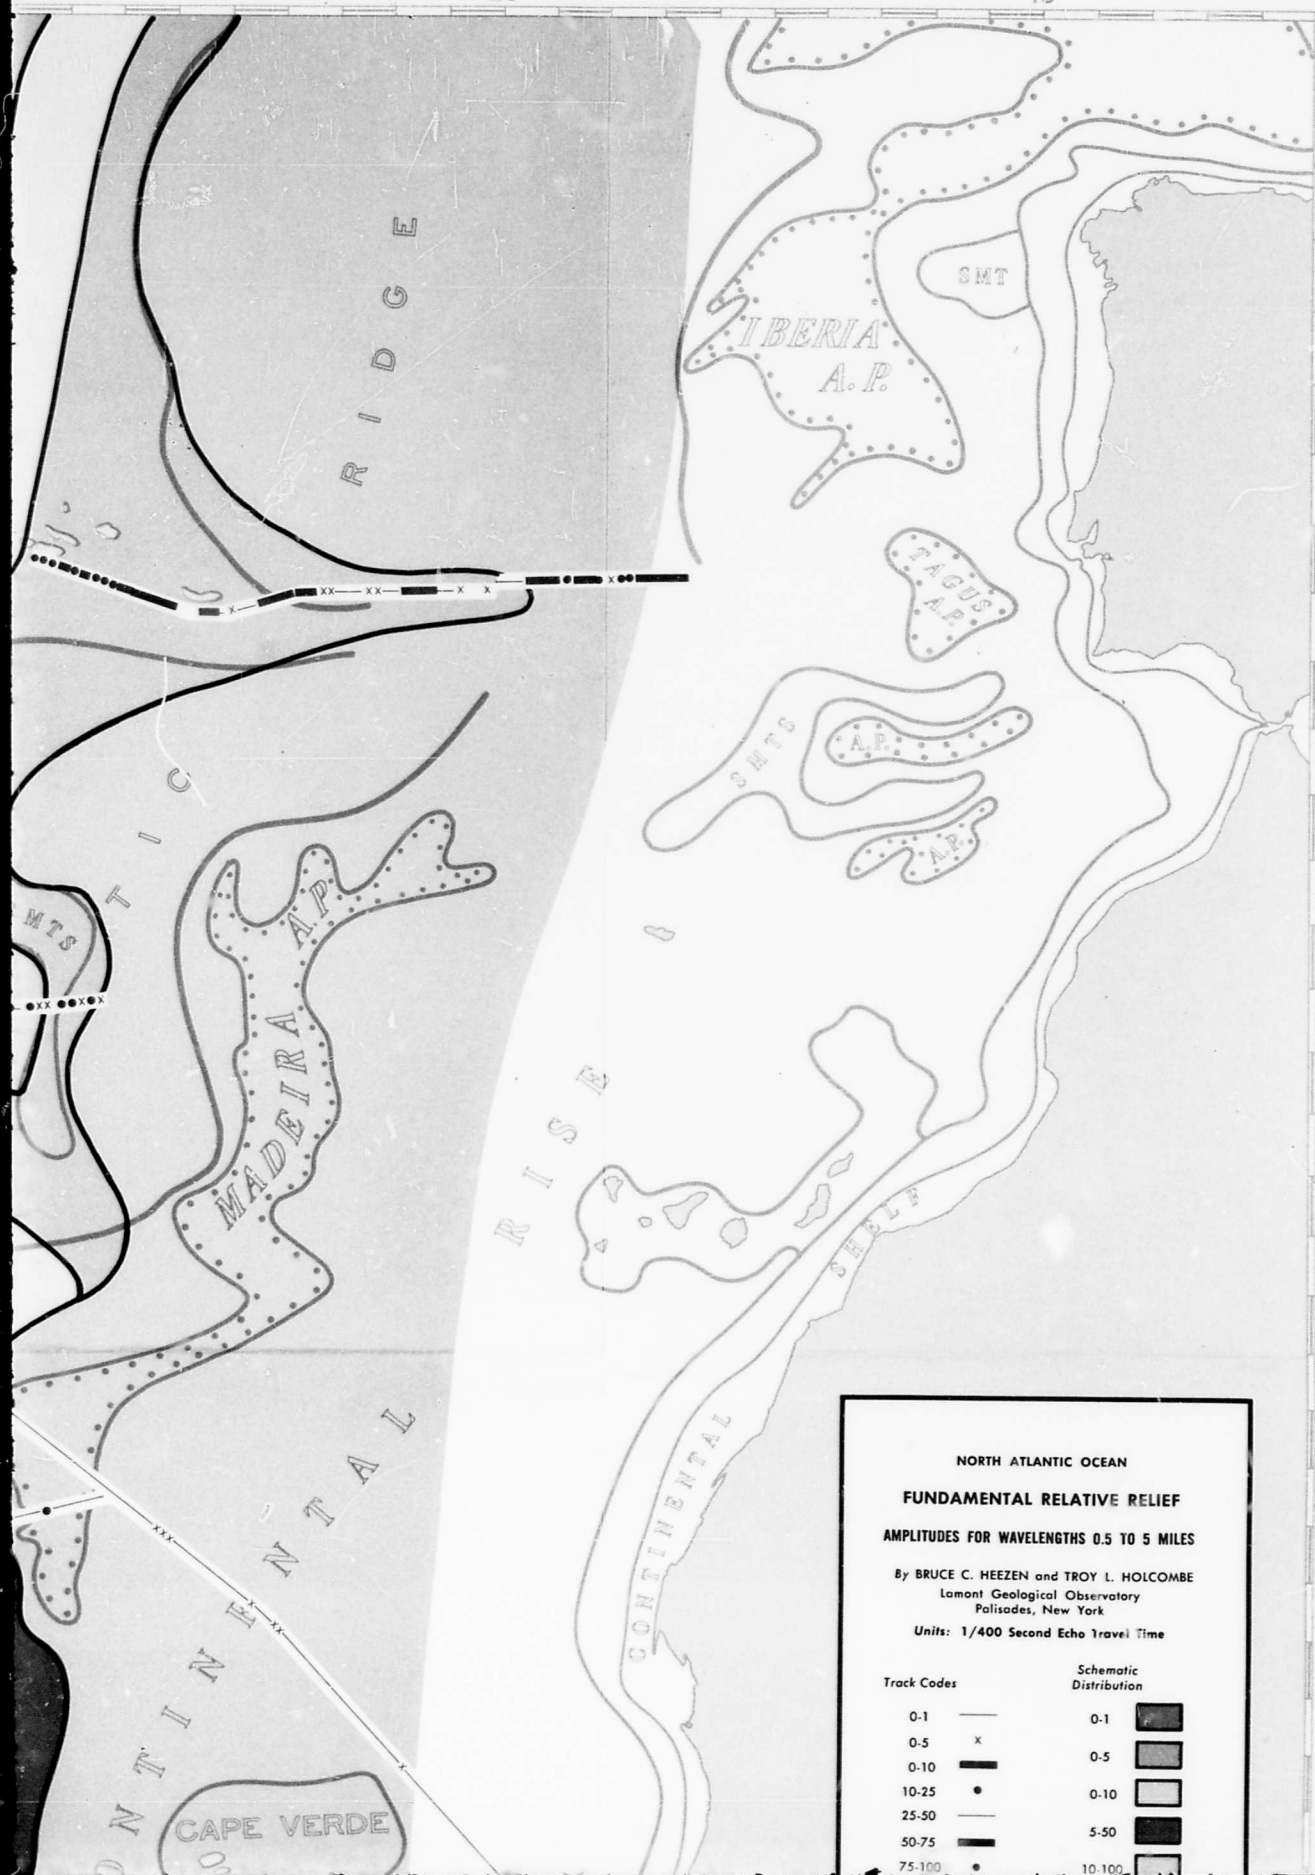 RIDGE
SMT
IBERIA
A. P.
TAGUS
A.P.
SMTS
A.P.
A.P.
TIC
MTS
A.P.
MADEIRA
RISE
SHELF
CONTINENTAL
ONTINENTAL
CAPE VERDE
NORTH ATLANTIC OCEAN
FUNDAMENTAL RELATIVE RELIEF
AMPLITUDES FOR WAVELENGTHS 0.5 TO 5 MILES
By BRUCE C. HEEZEN and TROY L. HOLCOMBE
Lamont Geological Observatory
Palisades, New York
Units: 1/400 Second Echo Travel Time
Track Codes
0-1
0-5 x
0-10
10-25
25-50
50-75
75-100
Schematic
Distribution
0-1
0-5
0-10
5-50
10-100